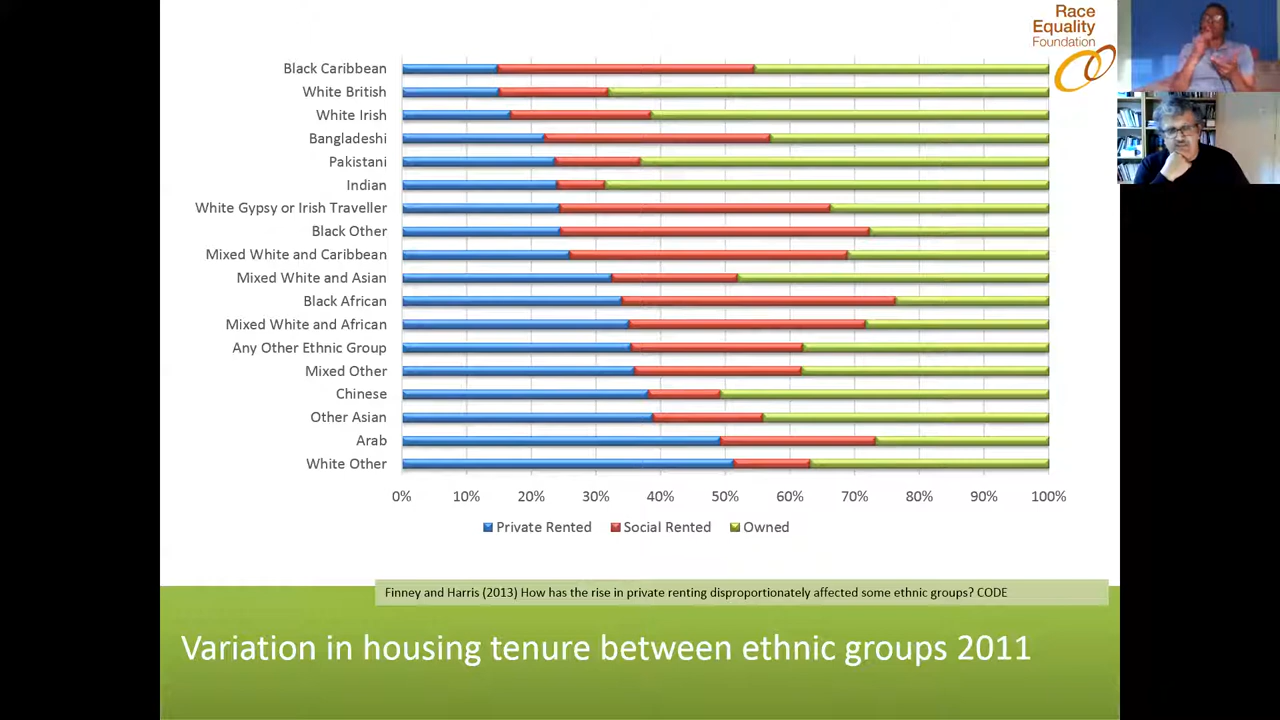 Race
Equality
Foundation
Black Caribbean
White British
White Irish
Bangladeshi
Pakistani
Indian
White Gypsy or Irish Traveller
Black Other
Mixed White and Caribbean
Mixed White and Asian
Black African
Mixed White and African
Any Other Ethnic Group
Mixed Other
Chinese
Other Asian
Arab
White Other
0% 10% 20% 30% 40% 50% 60% 70% 80% 90% 100%
Private Rented Social Rented Owned
Finney and Harris (2013) How has the rise in private renting disproportionately affected some ethnic groups? CODE
Variation in housing tenure between ethnic groups 2011